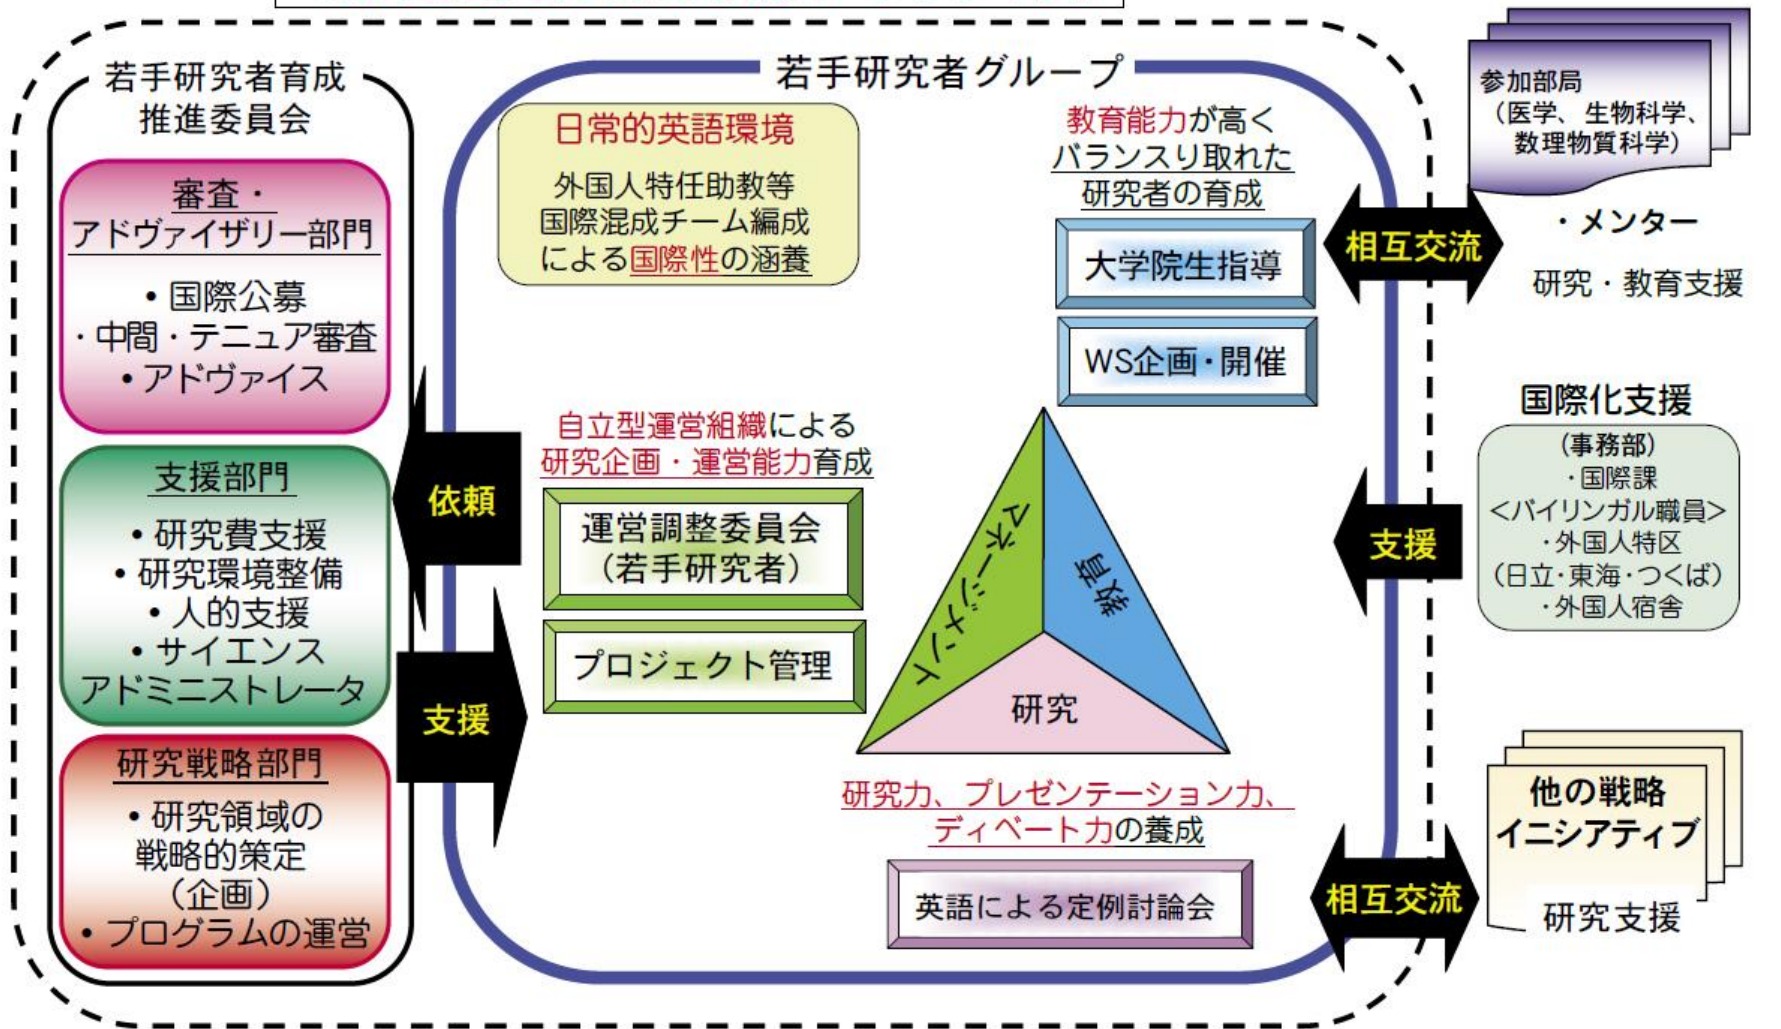 若手研究者育成
推進委員会
審査・
アドヴァイザリー部門
• 国際公募
・中間・テニュア審査
• アドヴァイス
支援部門
• 研究費支援
• 研究環境整備
• 人的支援
• サイエンス
アドミニストレータ
研究戦略部門
• 研究領域の
戦略的策定
（企画）
• プログラムの運営
依頼
支援
若手研究者グループ
日常的英語環境
外国人特任助教等
国際混成チーム編成
による国際性の涵養
教育能力が高く
バランスり取れた
研究者の育成
大学院生指導
WS企画・開催
自立型運営組織による
研究企画・運営能力育成
運営調整委員会
（若手研究者）
プロジェクト管理
マネージメント
教育
研究
研究力、プレゼンテーション力、
ディベート力の養成
英語による定例討論会
相互交流
支援
相互交流
参加部局
（医学、生物科学、
数理物質科学）
・メンター
研究・教育支援
国際化支援
（事務部）
・国際課
<バイリンガル職員>
・外国人特区
（日立・東海・つくば）
・外国人宿舎
他の戦略
イニシアティブ
研究支援